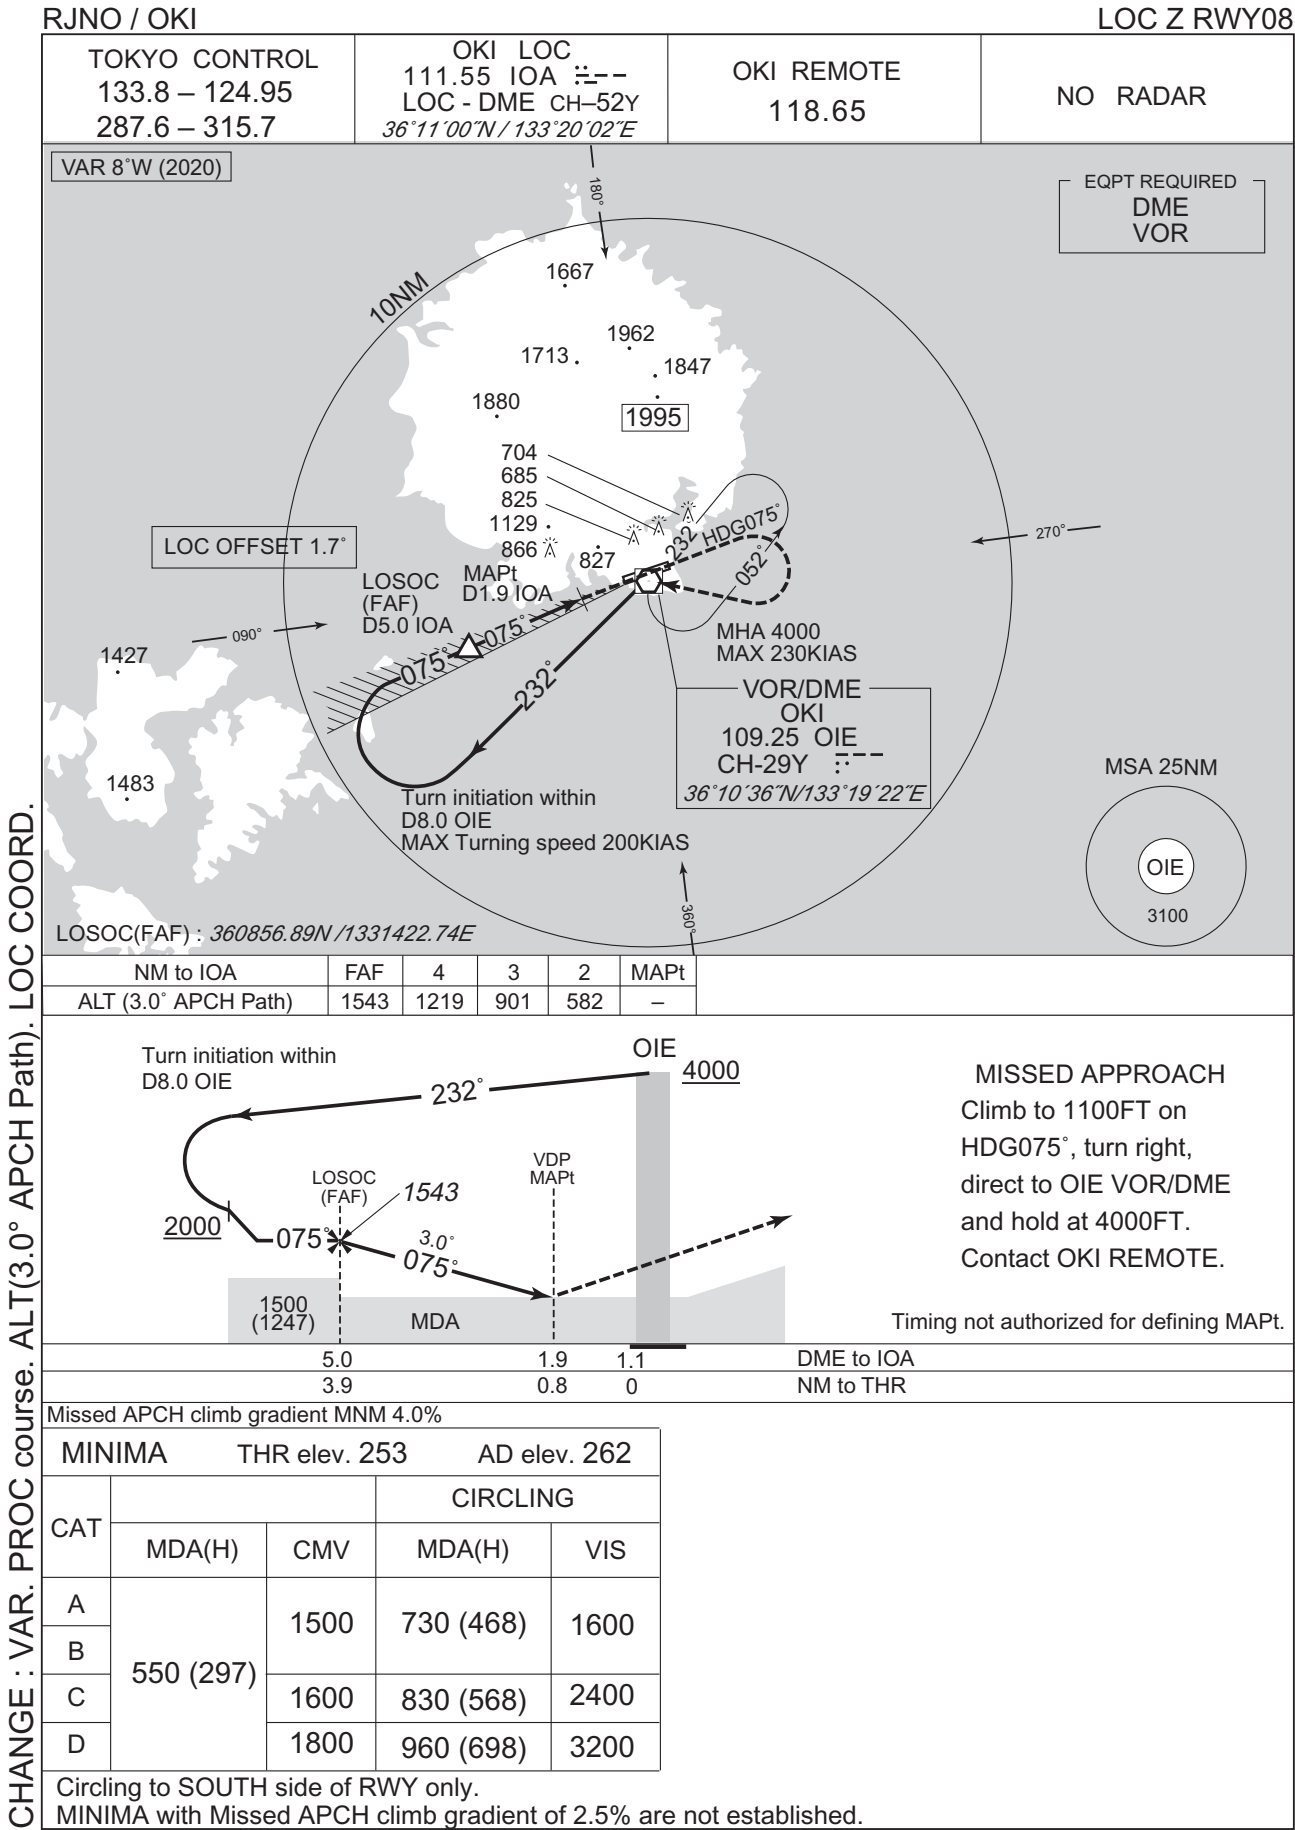 RJNO / OKI
LOC Z RWY08
TOKYO CONTROL
133.8 – 124.95
287.6 – 315.7
OKI LOC
111.55 IOA
LOC - DME CH–52Y
36°11´00˝N / 133°20´02˝E
OKI REMOTE
118.65
NO RADAR
VAR 8°W (2020)
EQPT REQUIRED
DME
VOR
180°
10NM
1667
1962
1713
1847
1880
1995
704
685
825
1129
866
827
232
HDG075°
052°
270°
LOC OFFSET 1.7°
LOSOC
(FAF)
D5.0 IOA
MAPt
D1.9 IOA
090°
075°
075°
232°
MHA 4000
MAX 230KIAS
1427
1483
VOR/DME
OKI
109.25 OIE
CH-29Y
36°10´36˝N/133°19´22˝E
Turn initiation within
D8.0 OIE
MAX Turning speed 200KIAS
360°
MSA 25NM
OIE
3100
LOSOC(FAF) : 360856.89N /1331422.74E
NM to IOA FAF 4 3 2 MAPt
ALT (3.0° APCH Path) 1543 1219 901 582 –
Turn initiation within
D8.0 OIE
OIE
4000
232°
LOSOC
(FAF)
1543
VDP
MAPt
2000
075°
3.0°
075°
1500
(1247)
MDA
MISSED APPROACH
Climb to 1100FT on
HDG075°, turn right,
direct to OIE VOR/DME
and hold at 4000FT.
Contact OKI REMOTE.
Timing not authorized for defining MAPt.
5.0 1.9 1.1 DME to IOA
3.9 0.8 0 NM to THR
Missed APCH climb gradient MNM 4.0%
MINIMA THR elev. 253 AD elev. 262
CAT
CIRCLING
MDA(H) CMV MDA(H) VIS
A
B
C
D
550 (297)
1500 730 (468) 1600
1600 830 (568) 2400
1800 960 (698) 3200
Circling to SOUTH side of RWY only.
MINIMA with Missed APCH climb gradient of 2.5% are not established.
CHANGE : VAR. PROC course. ALT(3.0° APCH Path). LOC COORD.